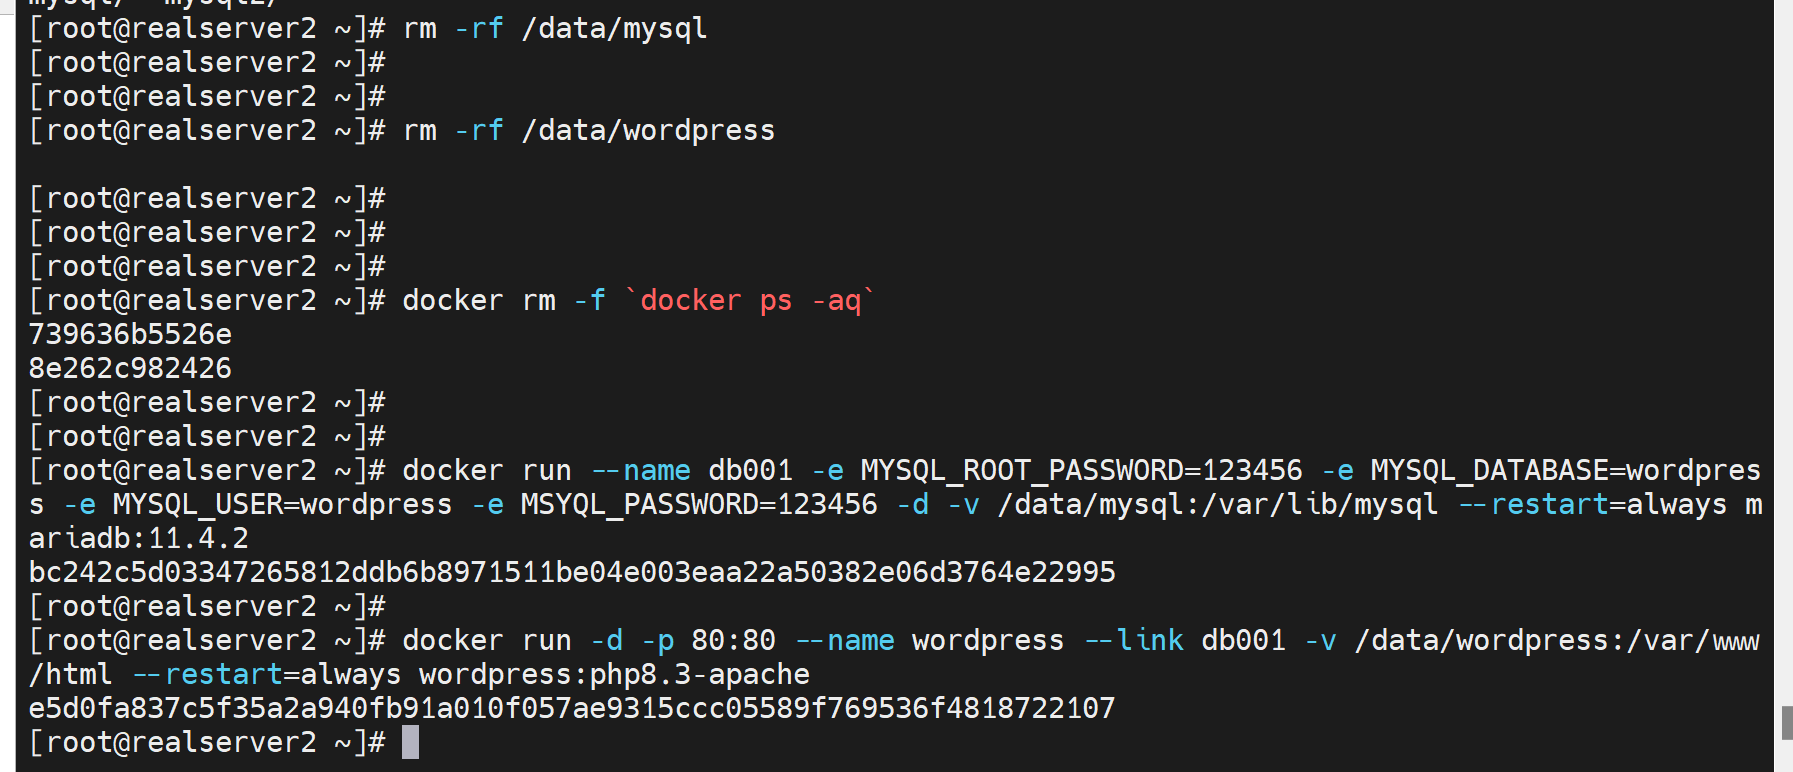 mysql/ mysql2/
[root@realserver2 ~]# rm -rf /data/mysql
[root@realserver2 ~]#
[root@realserver2 ~]#
[root@realserver2 ~]# rm -rf /data/wordpress
[root@realserver2 ~]#
[root@realserver2 ~]#
[root@realserver2 ~]#
[root@realserver2 ~]# docker rm -f `docker ps -aq`
739636b5526e
8e262c982426
[root@realserver2 ~]#
[root@realserver2 ~]#
[root@realserver2 ~]# docker run --name db001 -e MYSQL_ROOT_PASSWORD=123456 -e MYSQL_DATABASE=wordpres
s -e MYSQL_USER=wordpress -e MSYQL_PASSWORD=123456 -d -v /data/mysql:/var/lib/mysql --restart=always m
ariadb:11.4.2
bc242c5d03347265812ddb6b8971511be04e003eaa22a50382e06d3764e22995
[root@realserver2 ~]#
[root@realserver2 ~]# docker run -d -p 80:80 --name wordpress --link db001 -v /data/wordpress:/var/www
/html --restart=always wordpress:php8.3-apache
e5d0fa837c5f35a2a940fb91a010f057ae9315ccc05589f769536f4818722107
[root@realserver2 ~]#